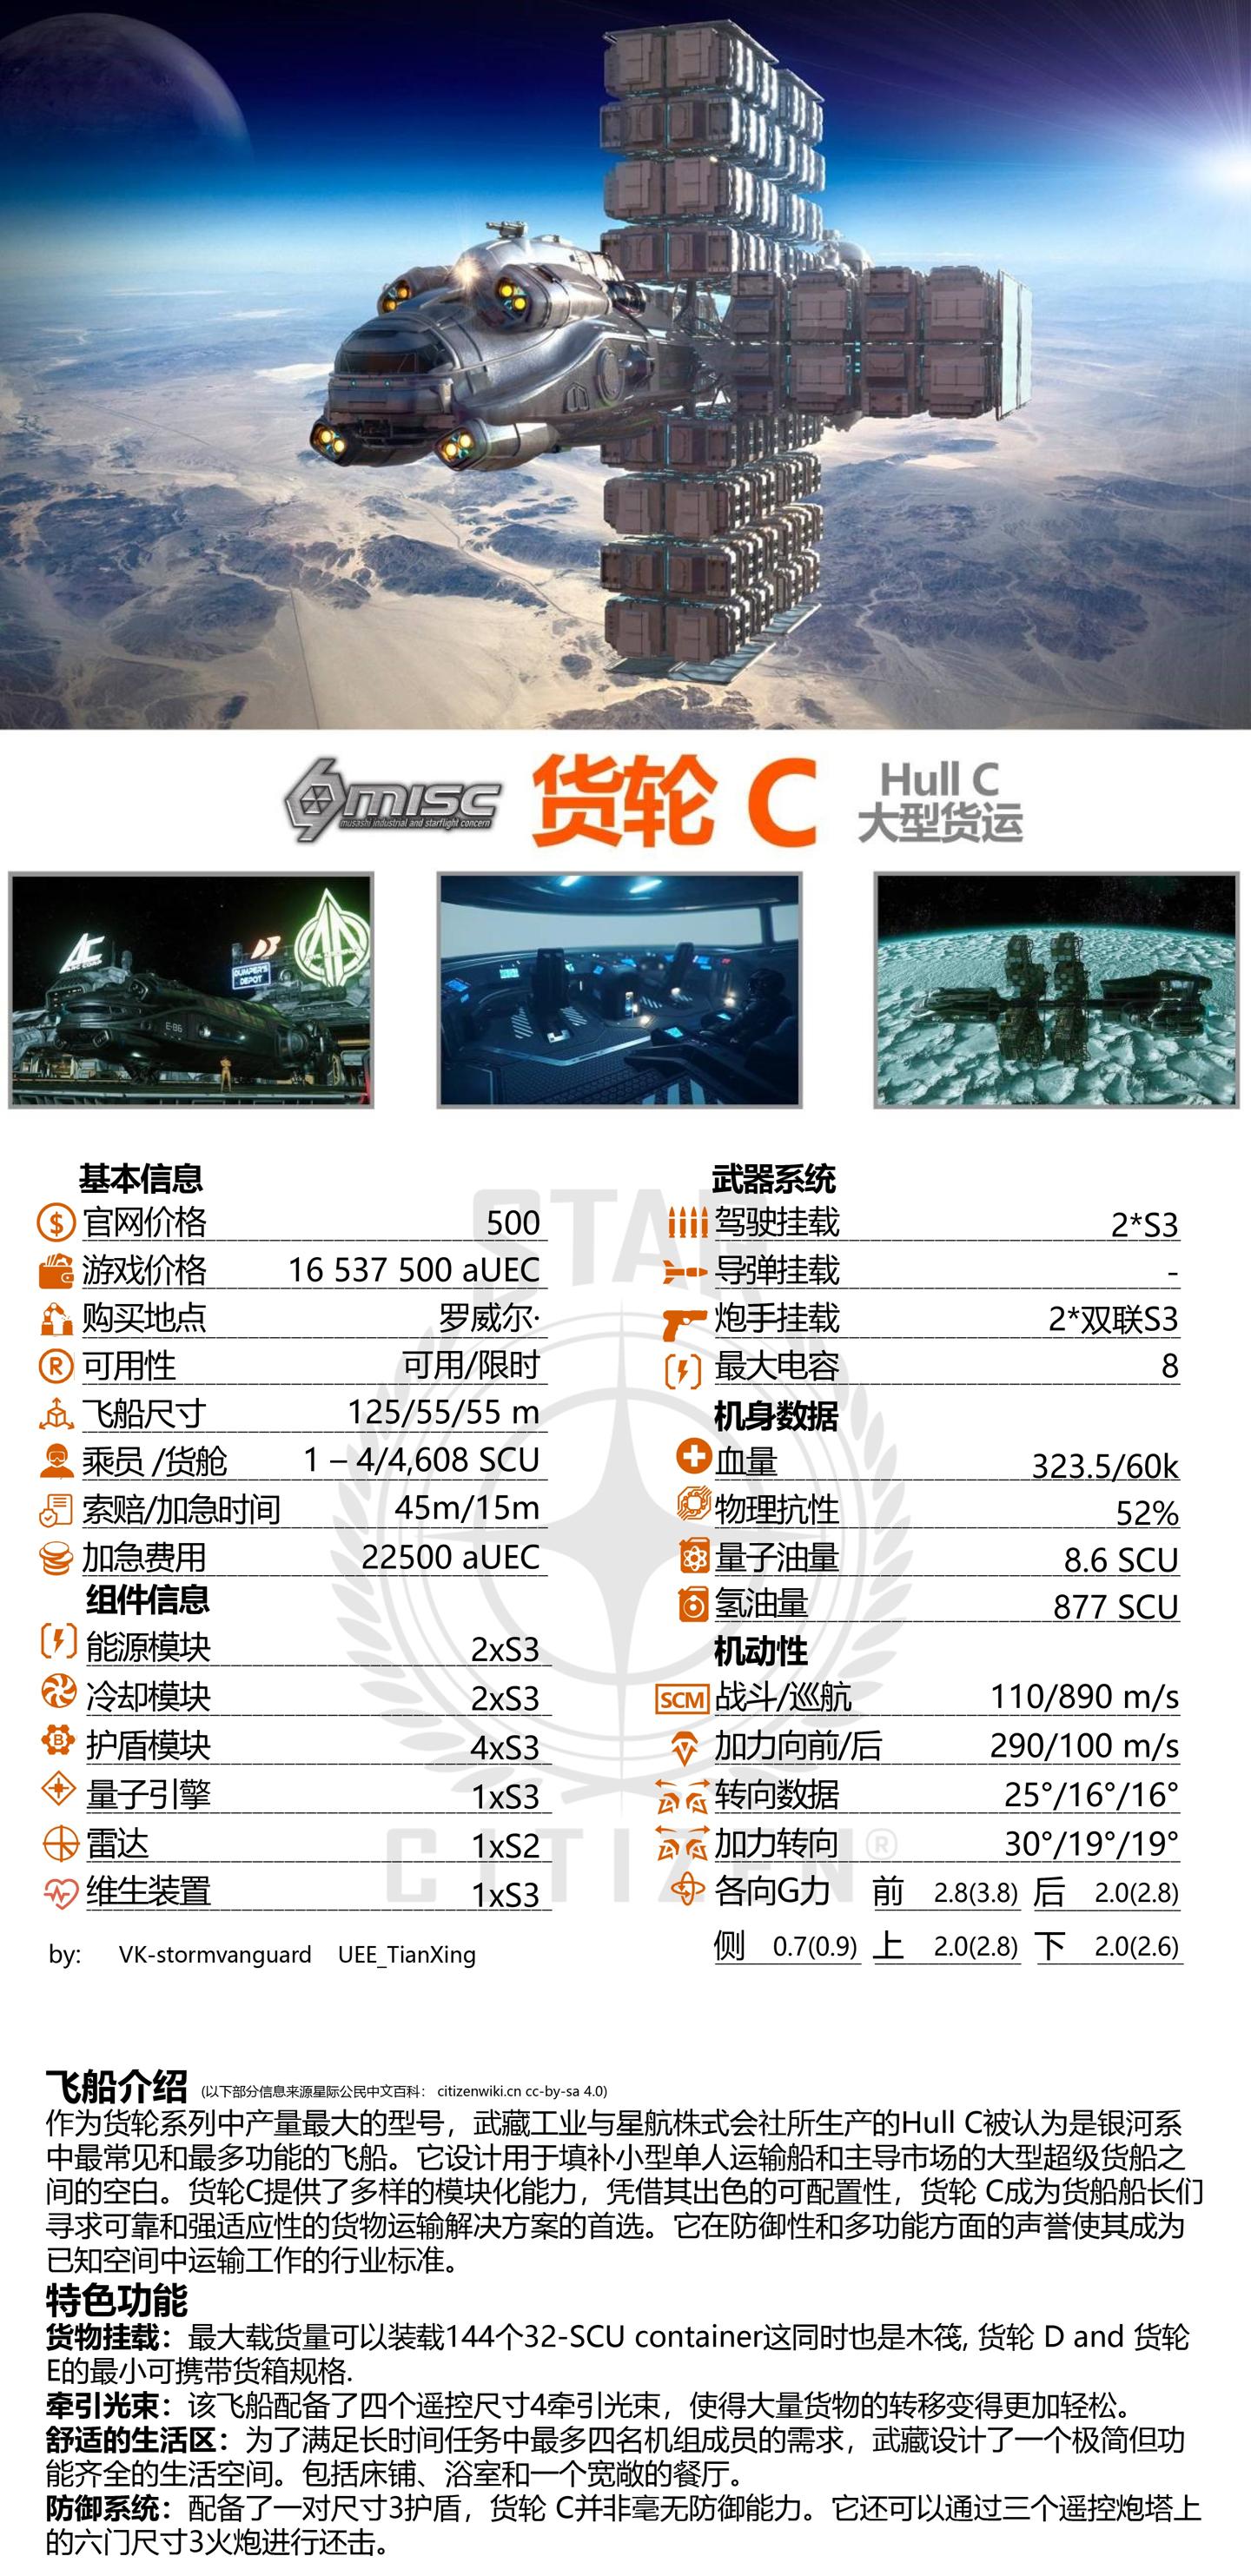 misc
musashi industrial and starflight concern
货轮 C
Hull C
大型货运
DUMPER'S
DEPOT
E-86
STAR
CITIZEN®
基本信息
官网价格 500
游戏价格 16 537 500 aUEC
购买地点 罗威尔·
可用性 可用/限时
飞船尺寸 125/55/55 m
乘员 /货舱 1 – 4/4,608 SCU
索赔/加急时间 45m/15m
加急费用 22500 aUEC
组件信息
能源模块 2xS3
冷却模块 2xS3
护盾模块 4xS3
量子引擎 1xS3
雷达 1xS2
维生装置 1xS3
by: VK-stormvanguard UEE_TianXing
武器系统
驾驶挂载 2*S3
导弹挂载 -
炮手挂载 2*双联S3
最大电容 8
机身数据
血量 323.5/60k
物理抗性 52%
量子油量 8.6 SCU
氢油量 877 SCU
机动性
SCM 战斗/巡航 110/890 m/s
加力向前/后 290/100 m/s
转向数据 25°/16°/16°
加力转向 30°/19°/19°
各向G力 前 2.8(3.8) 后 2.0(2.8)
侧 0.7(0.9) 上 2.0(2.8) 下 2.0(2.6)
飞船介绍 (以下部分信息来源星际公民中文百科： citizenwiki.cn cc-by-sa 4.0)
作为货轮系列中产量最大的型号，武藏工业与星航株式会社所生产的Hull C被认为是银河系
中最常见和最多功能的飞船。它设计用于填补小型单人运输船和主导市场的大型超级货船之
间的空白。货轮C提供了多样的模块化能力，凭借其出色的可配置性，货轮 C成为货船船长们
寻求可靠和强适应性的货物运输解决方案的首选。它在防御性和多功能方面的声誉使其成为
已知空间中运输工作的行业标准。
特色功能
货物挂载：最大载货量可以装载144个32-SCU container这同时也是木筏, 货轮 D and 货轮
E的最小可携带货箱规格.
牵引光束：该飞船配备了四个遥控尺寸4牵引光束，使得大量货物的转移变得更加轻松。
舒适的生活区：为了满足长时间任务中最多四名机组成员的需求，武藏设计了一个极简但功
能齐全的生活空间。包括床铺、浴室和一个宽敞的餐厅。
防御系统：配备了一对尺寸3护盾，货轮 C并非毫无防御能力。它还可以通过三个遥控炮塔上
的六门尺寸3火炮进行还击。